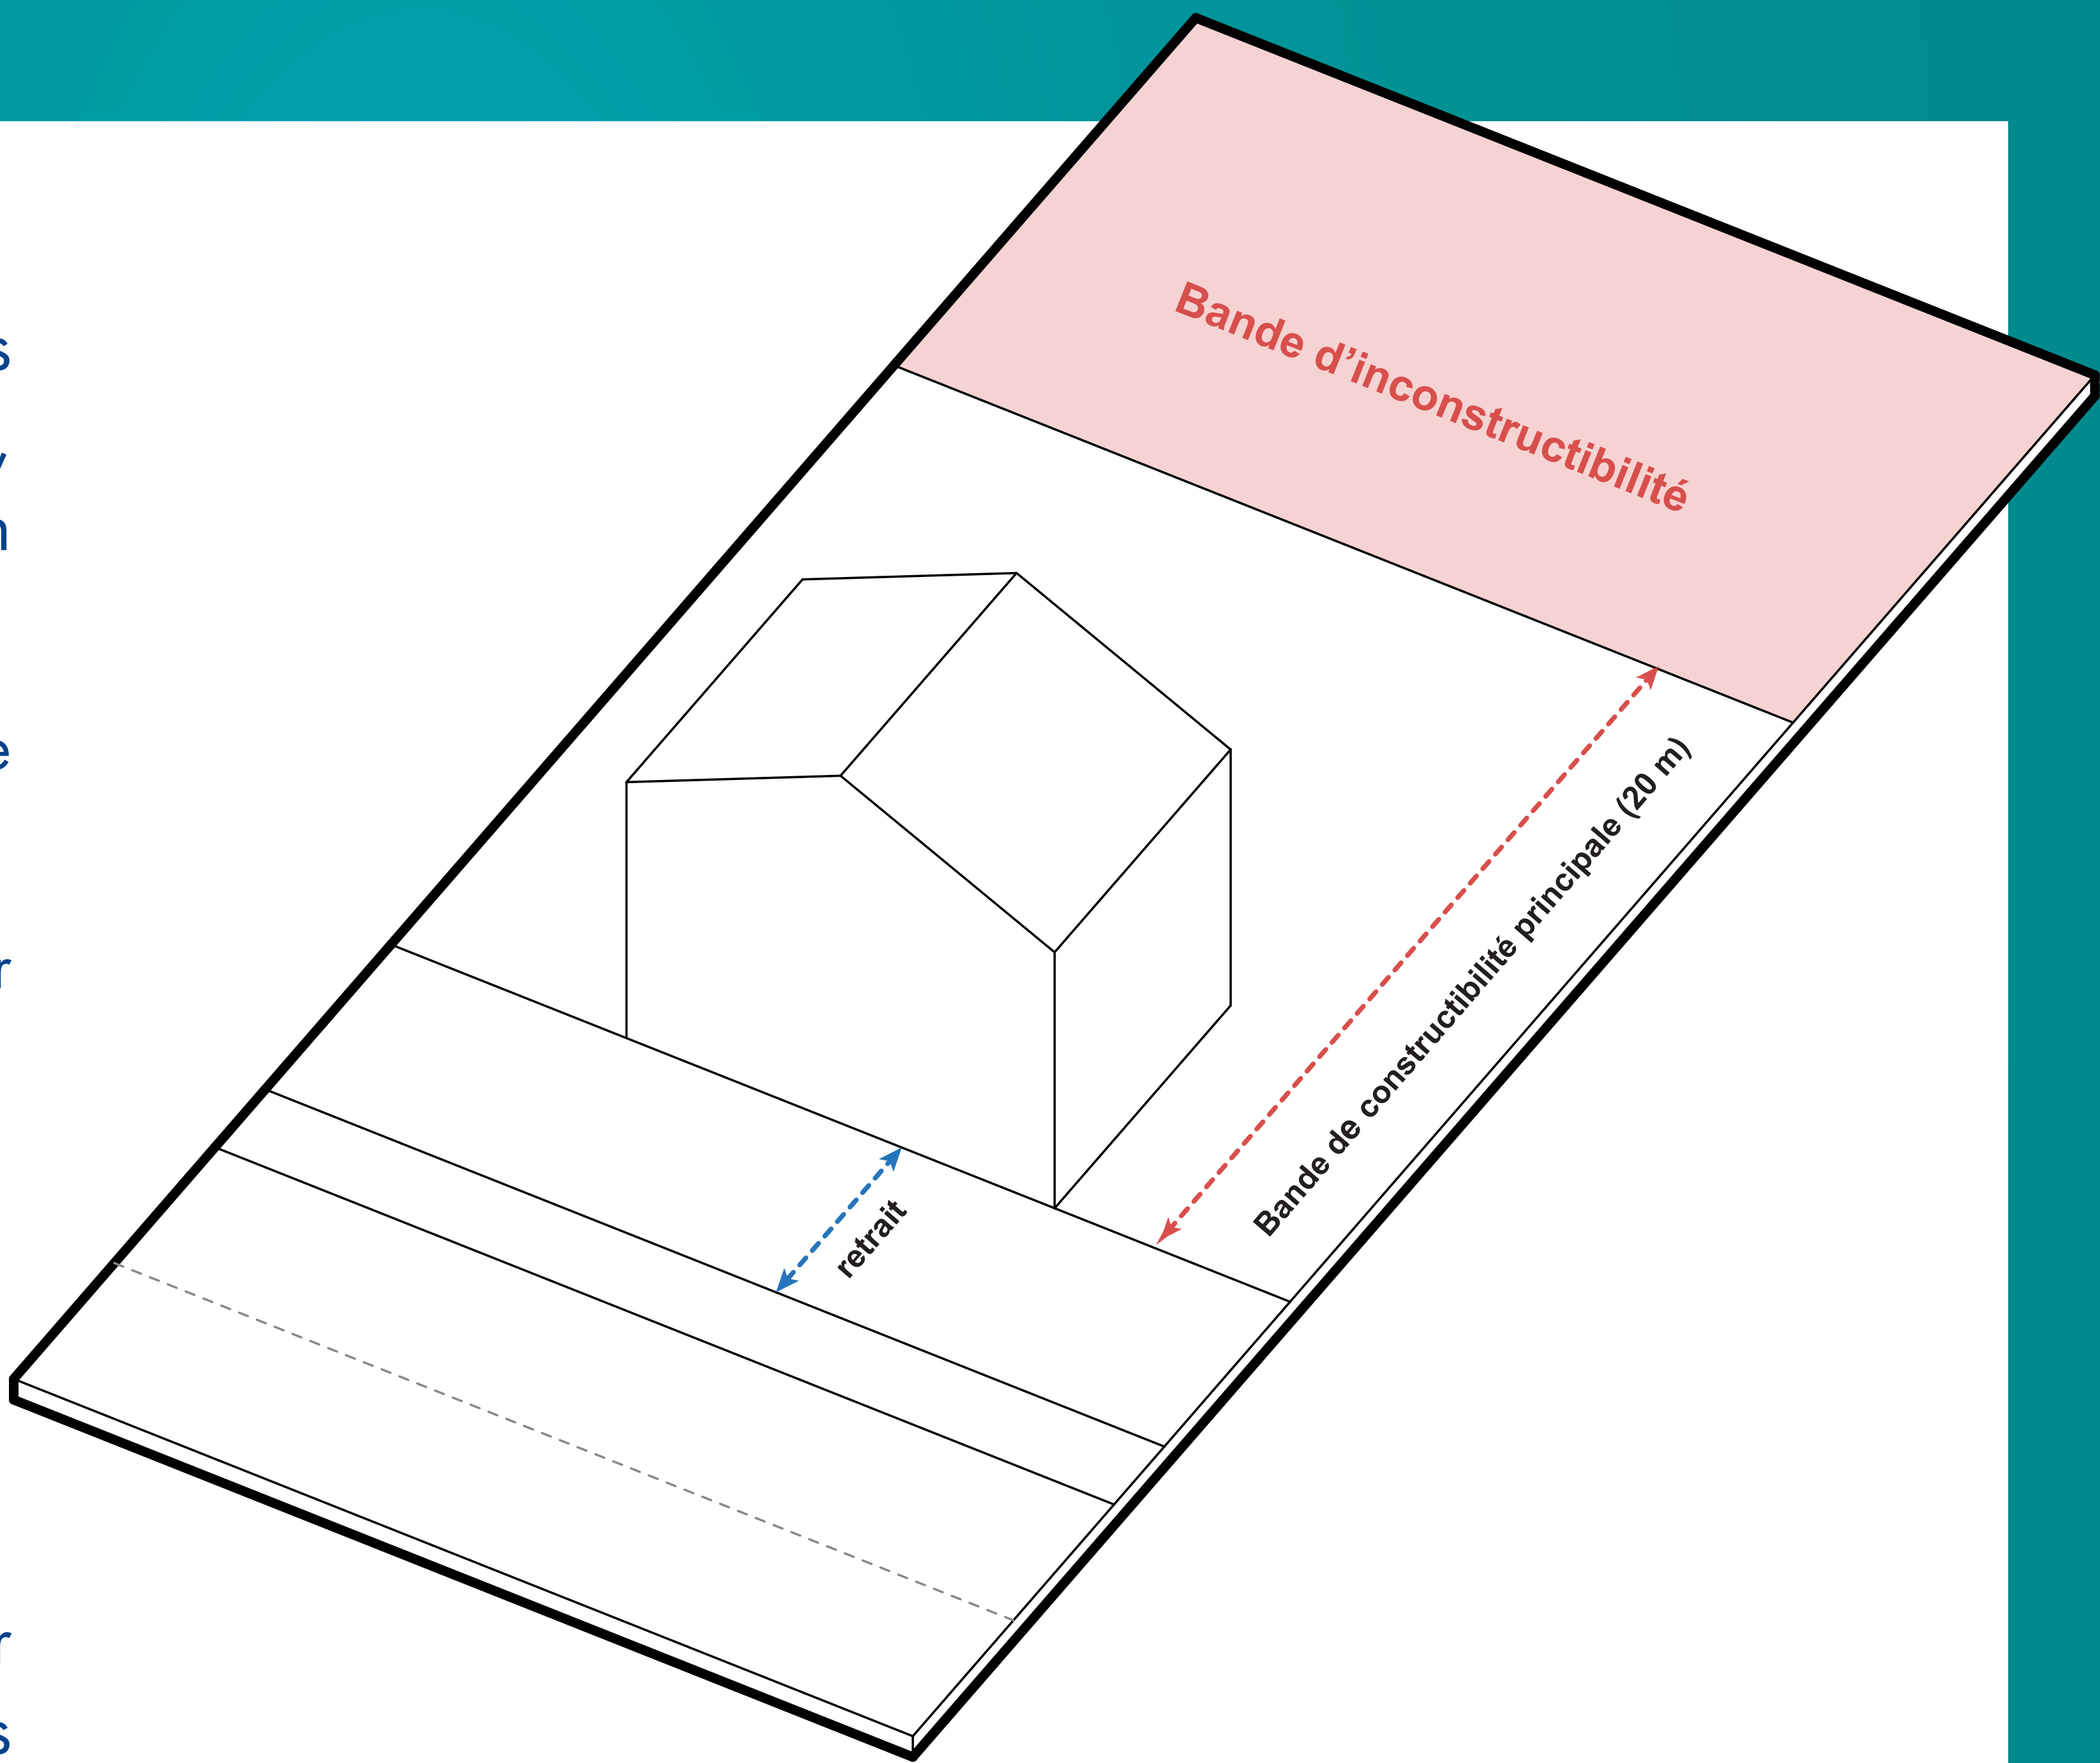 Bande d'inconstructibilité
Bande de constructibilité principale (20 m)
retrait